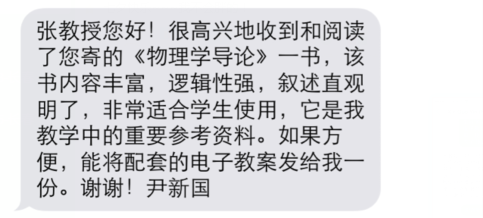 张教授您好！很高兴地收到和阅读
了您寄的《物理学导论》一书，该
书内容丰富，逻辑性强，叙述直观
明了，非常适合学生使用，它是我
教学中的重要参考资料。如果方
便，能将配套的电子教案发给我一
份。谢谢！尹新国